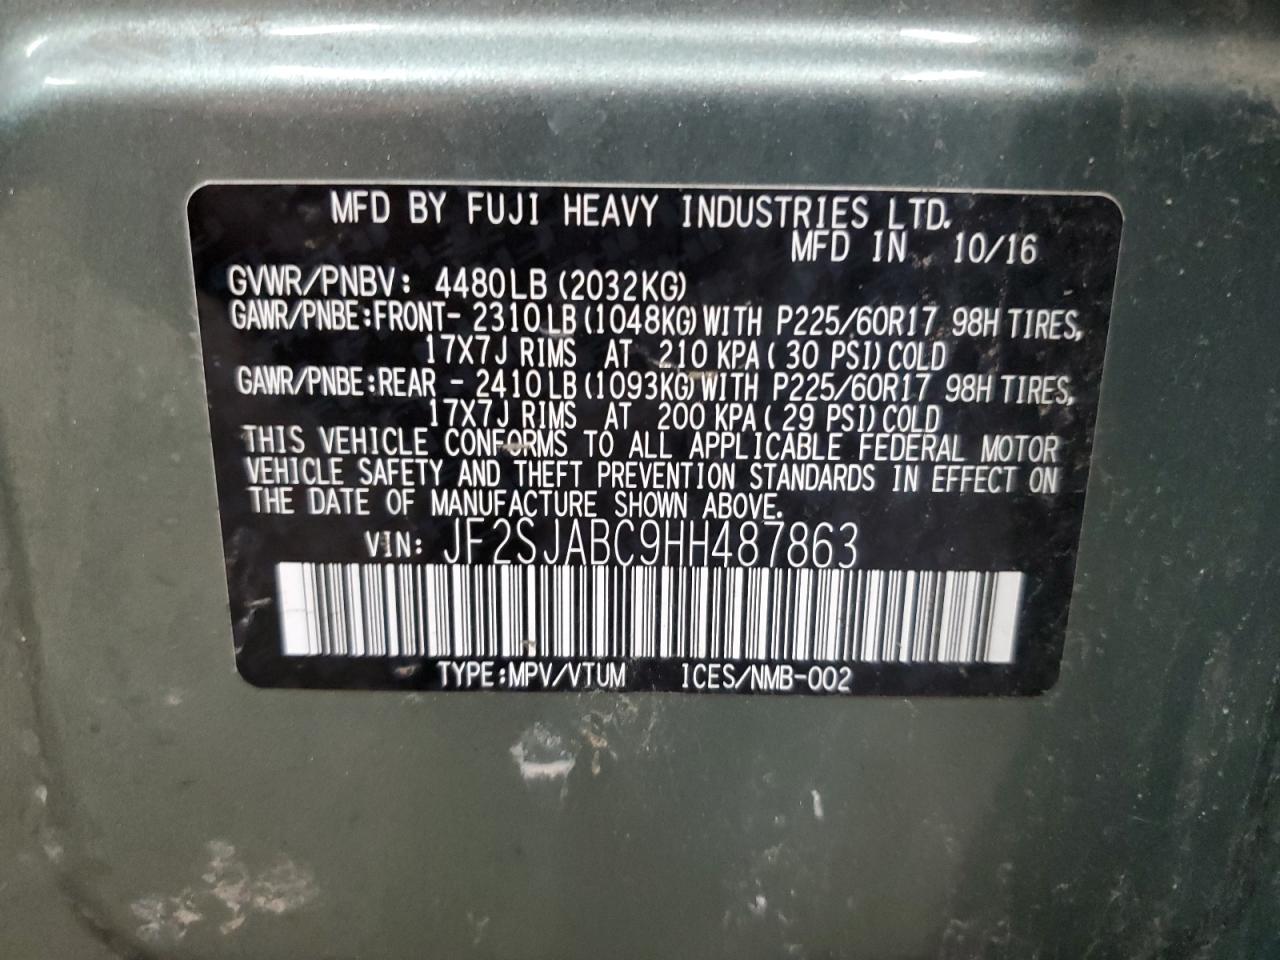 MFD BY FUJI HEAVY INDUSTRIES LTD.
MFD IN 10/16
GVWR/PNBV: 4480LB (2032KG)
GAWR/PNBE:FRONT- 2310LB (1048KG) WITH P225/60R17 98H TIRES,
17X7J RIMS AT 210 KPA ( 30 PSI) COLD
GAWR/PNBE:REAR - 2410LB (1093KG) WITH P225/60R17 98H TIRES,
17X7J RIMS AT 200 KPA ( 29 PSI) COLD
THIS VEHICLE CONFORMS TO ALL APPLICABLE FEDERAL MOTOR
VEHICLE SAFETY AND THEFT PREVENTION STANDARDS IN EFFECT ON
THE DATE OF MANUFACTURE SHOWN ABOVE.
VIN: JF2SJABC9HH487863
TYPE:MPV/VTUM ICES/NMB-002